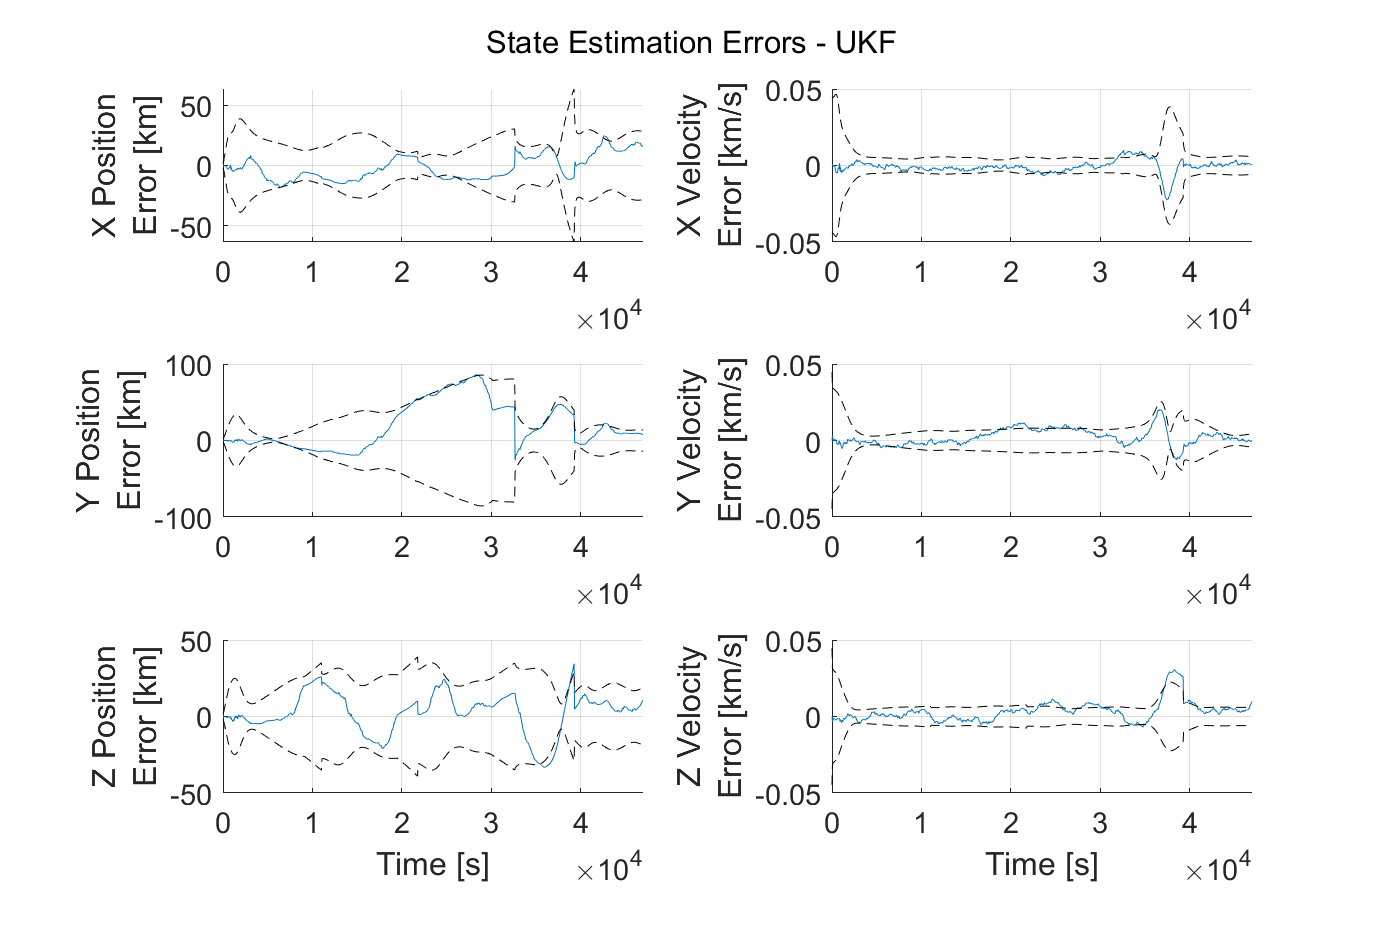 State Estimation Errors - UKF
X Position
Error [km]
50
0
-50
0 1 2 3 4
×10^4
X Velocity
Error [km/s]
0.05
0
-0.05
0 1 2 3 4
×10^4
Y Position
Error [km]
100
0
-100
0 1 2 3 4
×10^4
Y Velocity
Error [km/s]
0.05
0
-0.05
0 1 2 3 4
×10^4
Z Position
Error [km]
50
0
-50
0 1 2 3 4
Time [s]
×10^4
Z Velocity
Error [km/s]
0.05
0
-0.05
0 1 2 3 4
Time [s]
×10^4